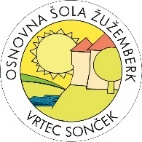 OSNOVNA ŠOLA ŽUŽEMBERK
VRTEC SONČEK